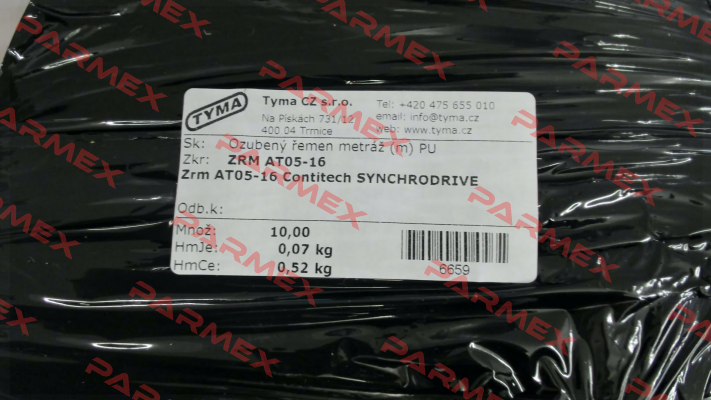 TYMA
Tyma CZ s.r.o.
Na Pískách 731/12
400 04 Trmice
Tel: +420 475 655 010
email: info@tyma.cz
web: www.tyma.cz
Sk: Ozubený řemen metráž (m) PU
Zkr: ZRM AT05-16
Zrm AT05-16 Contitech SYNCHRODRIVE
Odb.k:
Množ: 10,00
HmJe: 0,07 kg
HmCe: 0,52 kg
6659
PARMEX